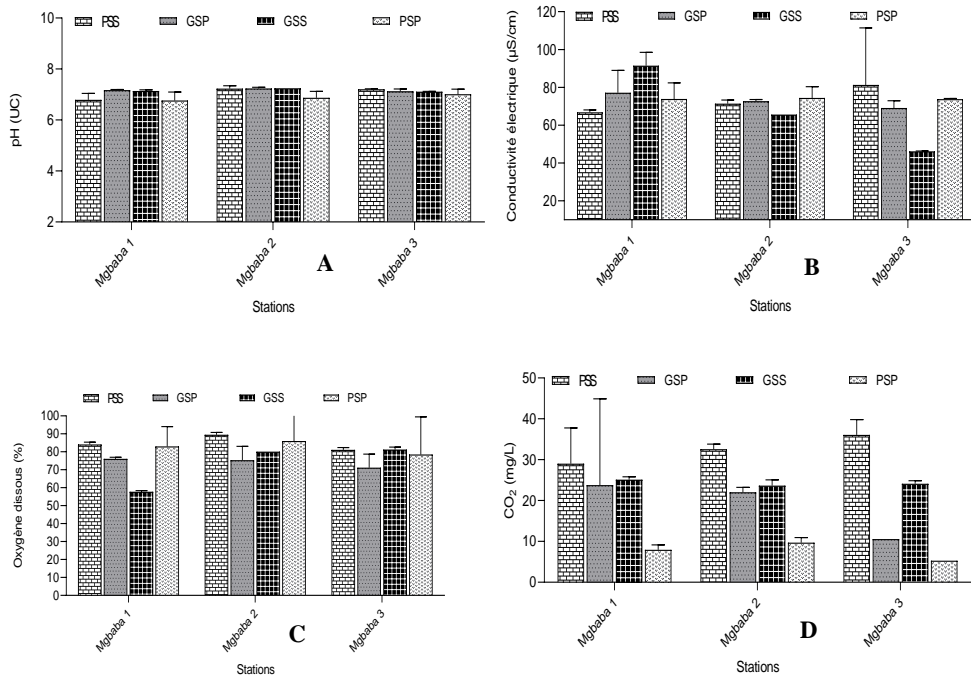 PSS GSP GSS PSP
pH (UC)
10
8
6
4
2
Mgbaba 1 Mgbaba 2 Mgbaba 3
A
Stations
PSS GSP GSS PSP
Conductivité électrique (µS/cm)
120
100
80
60
40
20
Mgbaba 1 Mgbaba 2 Mgbaba 3
B
Stations
PSS GSP GSS PSP
Oxygène dissous (%)
100
90
80
70
60
50
40
30
20
10
0
Mgbaba 1 Mgbaba 2 Mgbaba 3
C
Stations
PSS GSP GSS PSP
CO₂ (mg/L)
50
40
30
20
10
0
Mgbaba 1 Mgbaba 2 Mgbaba 3
D
Stations